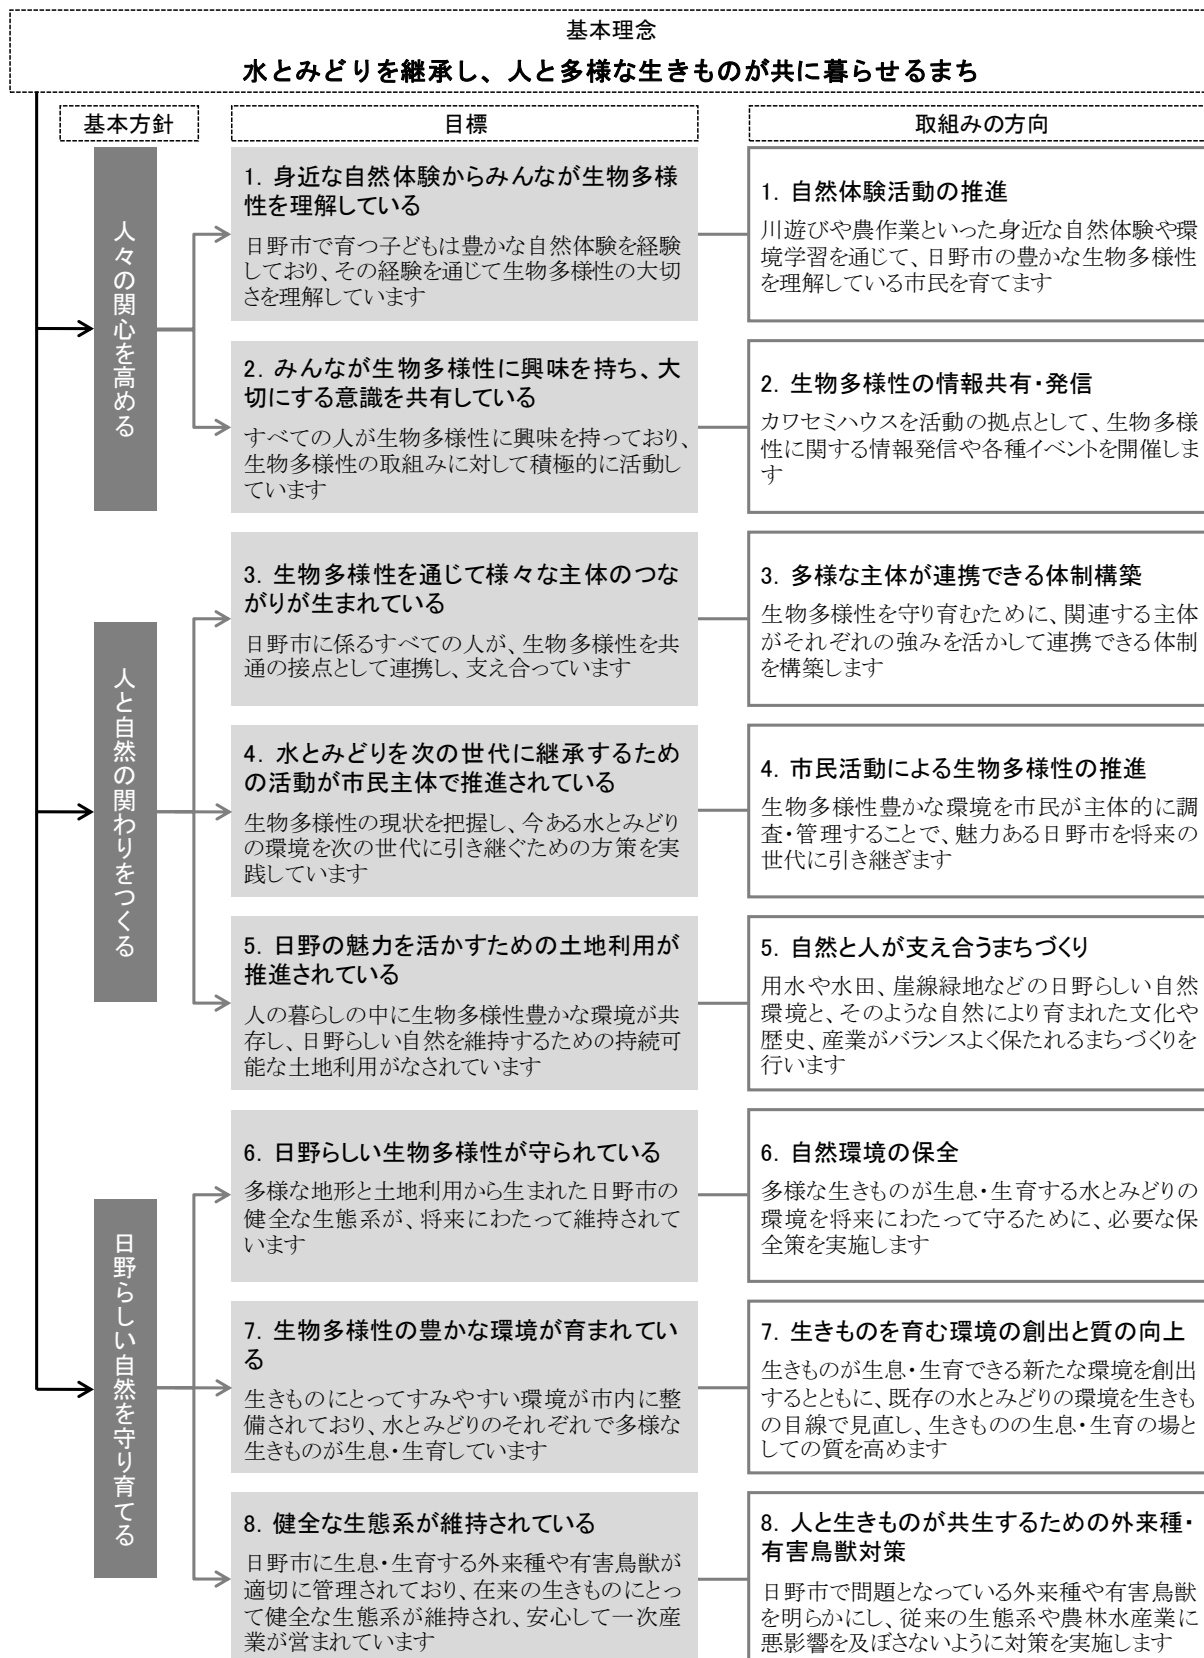 基本理念
水とみどりを継承し、人と多様な生きものが共に暮らせるまち
基本方針
目標
取組みの方向
人々の関心を高める
1. 身近な自然体験からみんなが生物多様
性を理解している
日野市で育つ子どもは豊かな自然体験を経験
しており、その経験を通じて生物多様性の大切
さを理解しています
1. 自然体験活動の推進
川遊びや農作業といった身近な自然体験や環
境学習を通じて、日野市の豊かな生物多様性
を理解している市民を育てます
2. みんなが生物多様性に興味を持ち、大
切にする意識を共有している
すべての人が生物多様性に興味を持っており、
生物多様性の取組みに対して積極的に活動し
ています
2. 生物多様性の情報共有・発信
カワセミハウスを活動の拠点として、生物多様
性に関する情報発信や各種イベントを開催しま
す
人と自然の関わりをつくる
3. 生物多様性を通じて様々な主体のつな
がりが生まれている
日野市に係るすべての人が、生物多様性を共
通の接点として連携し、支え合っています
3. 多様な主体が連携できる体制構築
生物多様性を守り育むために、関連する主体
がそれぞれの強みを活かして連携できる体制
を構築します
4. 水とみどりを次の世代に継承するため
の活動が市民主体で推進されている
生物多様性の現状を把握し、今ある水とみどり
の環境を次の世代に引き継ぐための方策を実
践しています
4. 市民活動による生物多様性の推進
生物多様性豊かな環境を市民が主体的に調
査・管理することで、魅力ある日野市を将来の
世代に引き継ぎます
5. 日野の魅力を活かすための土地利用が
推進されている
人の暮らしの中に生物多様性豊かな環境が共
存し、日野らしい自然を維持するための持続可
能な土地利用がなされています
5. 自然と人が支え合うまちづくり
用水や水田、崖線緑地などの日野らしい自然
環境と、そのような自然により育まれた文化や
歴史、産業がバランスよく保たれるまちづくりを
行います
日野らしい自然を守り育てる
6. 日野らしい生物多様性が守られている
多様な地形と土地利用から生まれた日野市の
健全な生態系が、将来にわたって維持されて
います
6. 自然環境の保全
多様な生きものが生息・生育する水とみどりの
環境を将来にわたって守るために、必要な保
全策を実施します
7. 生物多様性の豊かな環境が育まれてい
る
生きものにとってすみやすい環境が市内に整
備されており、水とみどりのそれぞれで多様な
生きものが生息・生育しています
7. 生きものを育む環境の創出と質の向上
生きものが生息・生育できる新たな環境を創出
するとともに、既存の水とみどりの環境を生きも
の目線で見直し、生きものの生息・生育の場と
しての質を高めます
8. 健全な生態系が維持されている
日野市に生息・生育する外来種や有害鳥獣が
適切に管理されており、在来の生きものにとっ
て健全な生態系が維持され、安心して一次産
業が営まれています
8. 人と生きものが共生するための外来種・
有害鳥獣対策
日野市で問題となっている外来種や有害鳥獣
を明らかにし、従来の生態系や農林水産業に
悪影響を及ぼさないように対策を実施します